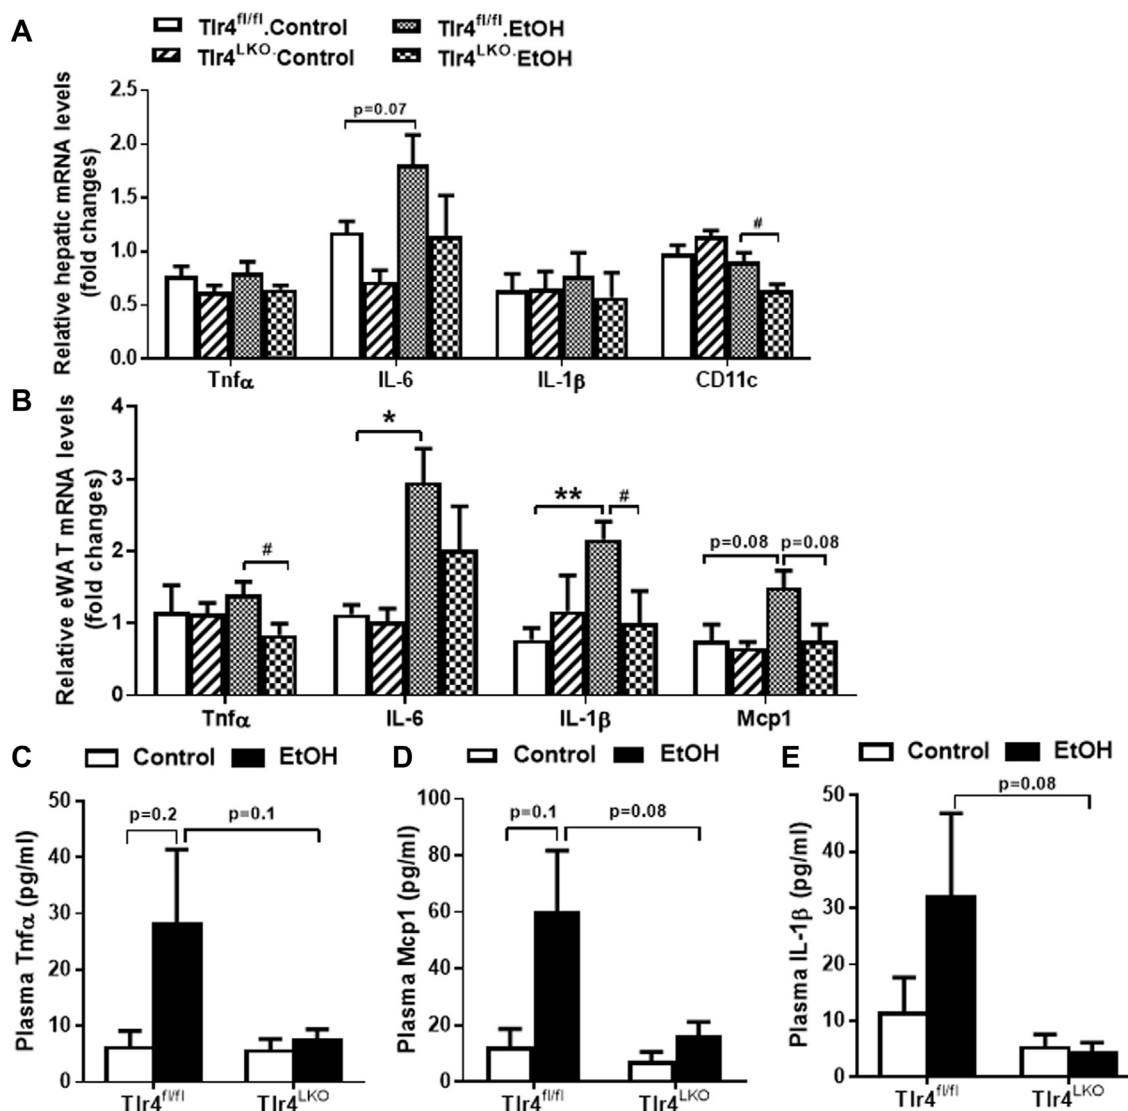 A
Tlr4fl/fl.Control
Tlr4fl/fl.EtOH
Tlr4LKO.Control
Tlr4LKO.EtOH
Relative hepatic mRNA levels
(fold changes)
2.5
2.0
1.5
1.0
0.5
0.0
p=0.07
#
Tnfα
IL-6
IL-1β
CD11c
B
Relative eWAT mRNA levels
(fold changes)
4
3
2
1
0
#
*
**
#
p=0.08
p=0.08
Tnfα
IL-6
IL-1β
Mcp1
C
Control
EtOH
Plasma Tnfα (pg/ml)
50
40
30
20
10
0
p=0.2
p=0.1
Tlr4fl/fl
Tlr4LKO
D
Control
EtOH
Plasma Mcp1 (pg/ml)
100
80
60
40
20
0
p=0.1
p=0.08
Tlr4fl/fl
Tlr4LKO
E
Control
EtOH
Plasma IL-1β (pg/ml)
50
40
30
20
10
0
p=0.08
Tlr4fl/fl
Tlr4LKO